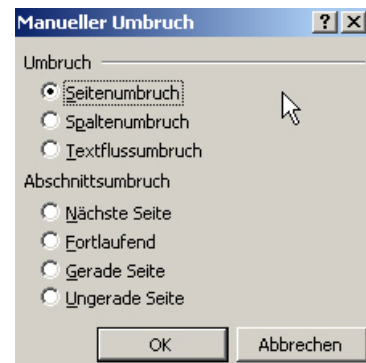 Manueller Umbruch
Umbruch
Seitenumbruch
Spaltenumbruch
Textflussumbruch
Abschnittsumbruch
Nächste Seite
Fortlaufend
Gerade Seite
Ungerade Seite
OK Abbrechen